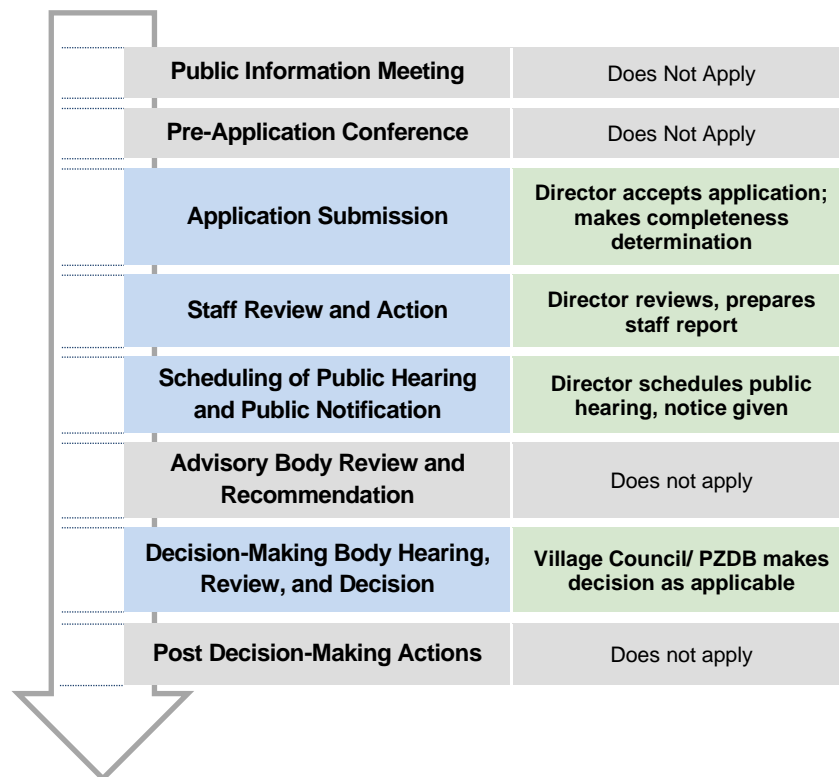 Public Information Meeting
Does Not Apply
Pre-Application Conference
Does Not Apply
Application Submission
Director accepts application;
makes completeness
determination
Staff Review and Action
Director reviews, prepares
staff report
Scheduling of Public Hearing
and Public Notification
Director schedules public
hearing, notice given
Advisory Body Review and
Recommendation
Does not apply
Decision-Making Body Hearing,
Review, and Decision
Village Council/ PZDB makes
decision as applicable
Post Decision-Making Actions
Does not apply